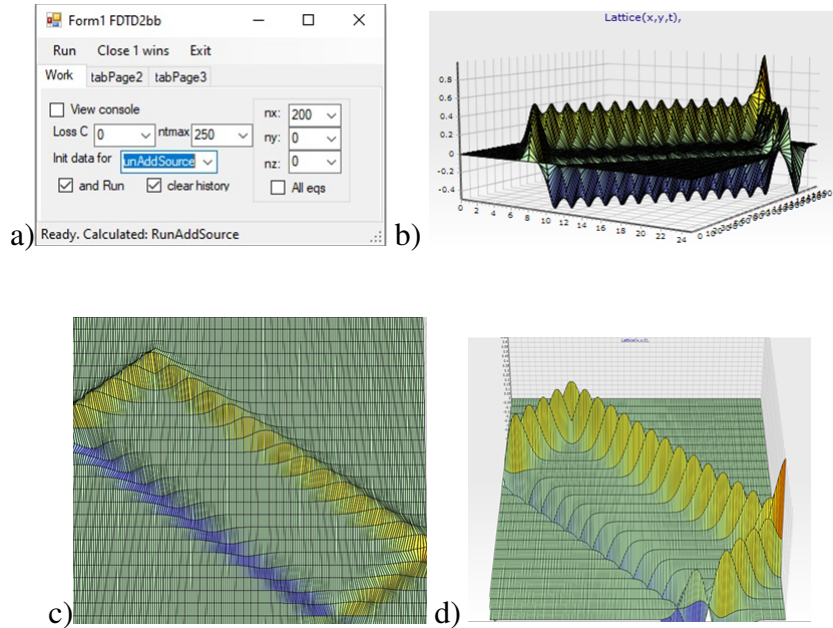 Form1 FDTD2bb
Run Close 1 wins Exit
Work tabPage2 tabPage3
View console
nx: 200
Loss C 0 ntmax 250
ny: 0
Init data for unAddSource
nz: 0
and Run clear history
All eqs
Ready. Calculated: RunAddSource
a)
Lattice(x,y,t),
0.8
0.6
0.4
0.2
0
-0.2
-0.4
0 2 4 6 8 10 12 14 16 18 20 22 24
0
b)
Lattice(x,y,t),
c)
d)